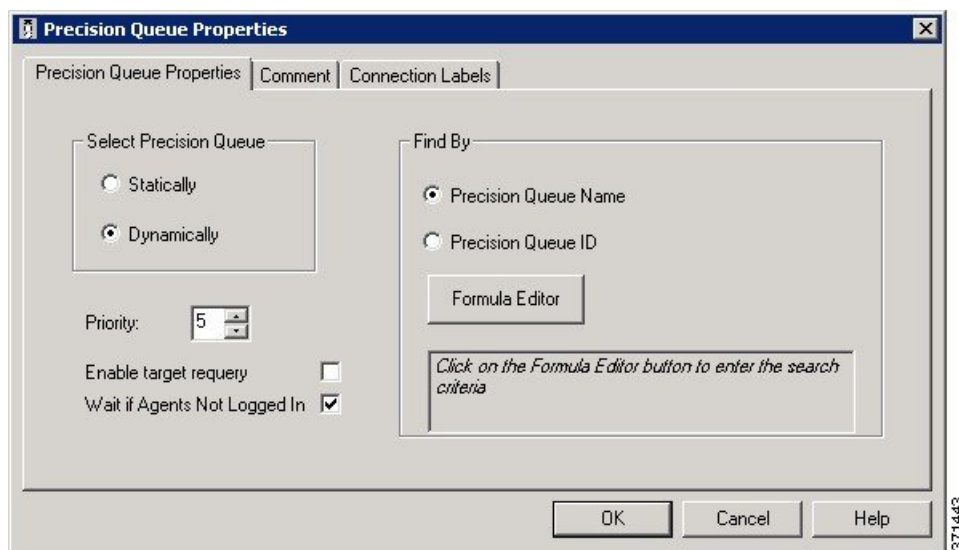 Precision Queue Properties
Precision Queue Properties Comment Connection Labels
Select Precision Queue
Statically
Dynamically
Priority: 5
Enable target requery
Wait if Agents Not Logged In
Find By
Precision Queue Name
Precision Queue ID
Formula Editor
Click on the Formula Editor button to enter the search
criteria
OK Cancel Help
371443